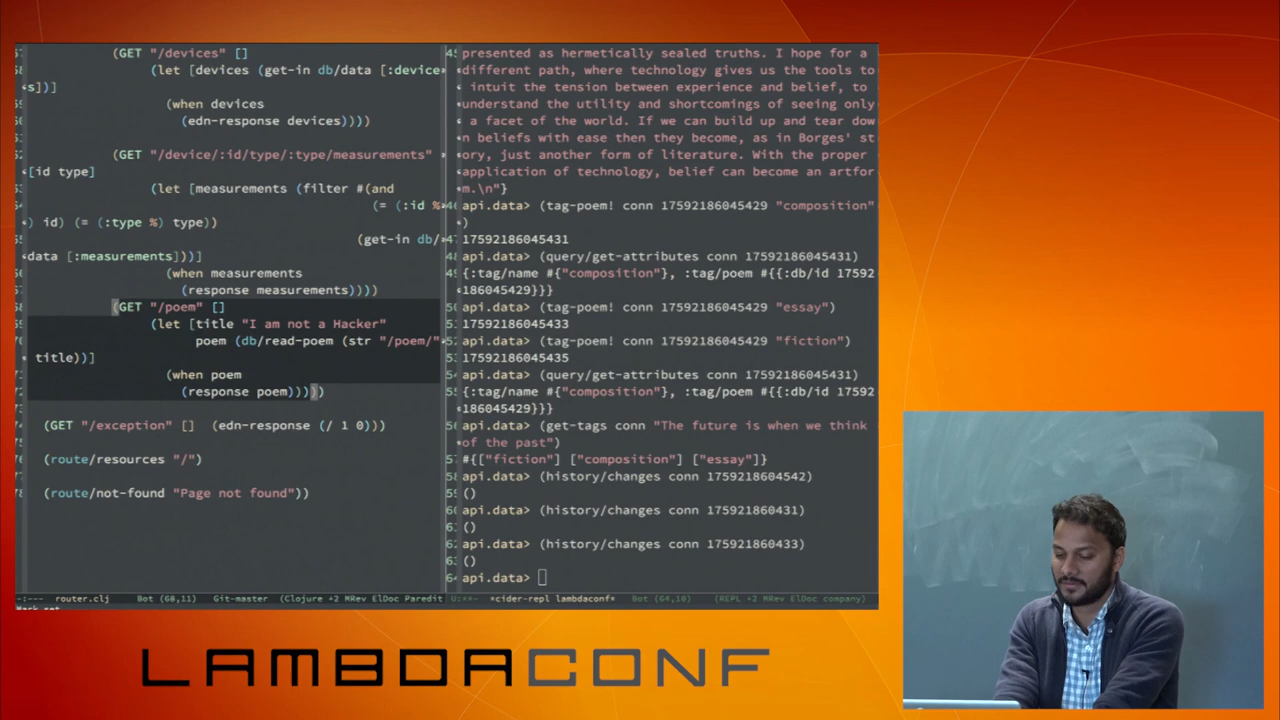 (GET "/devices" []
(let [devices (get-in db/data [:device
s])]
(when devices
(edn-response devices))))
(GET "/device/:id/type/:type/measurements"
[id type]
(let [measurements (filter #(and
(= (:id %
) id) (= (:type %) type))
(get-in db/
data [:measurements]))]
(when measurements
(response measurements))))
(GET "/poem" []
(let [title "I am not a Hacker"
poem (db/read-poem (str "/poem/"
title))]
(when poem
(response poem)))))
(GET "/exception" [] (edn-response (/ 1 0)))
(route/resources "/")
(route/not-found "Page not found"))
-:--- router.clj Bot (68,11) Git-master (Clojure +2 MRev ElDoc Paredit
Mark set
presented as hermetically sealed truths. I hope for a
different path, where technology gives us the tools to
intuit the tension between experience and belief, to
understand the utility and shortcomings of seeing only
a facet of the world. If we can build up and tear dow
n beliefs with ease then they become, as in Borges' st
ory, just another form of literature. With the proper
application of technology, belief can become an artfor
m.\n"}
api.data> (tag-poem! conn 17592186045429 "composition"
)
17592186045431
api.data> (query/get-attributes conn 17592186045431)
{:tag/name #{"composition"}, :tag/poem #{{:db/id 17592
186045429}}}
api.data> (tag-poem! conn 17592186045429 "essay")
17592186045433
api.data> (tag-poem! conn 17592186045429 "fiction")
17592186045435
api.data> (query/get-attributes conn 17592186045431)
{:tag/name #{"composition"}, :tag/poem #{{:db/id 17592
186045429}}}
api.data> (get-tags conn "The future is when we think
of the past")
#{["fiction"] ["composition"] ["essay"]}
api.data> (history/changes conn 1759218604542)
()
api.data> (history/changes conn 175921860431)
()
api.data> (history/changes conn 175921860433)
()
api.data>
U:**- *cider-repl lambdaconf* Bot (64,10) (REPL +2 MRev ElDoc company)
LAMBDACONF